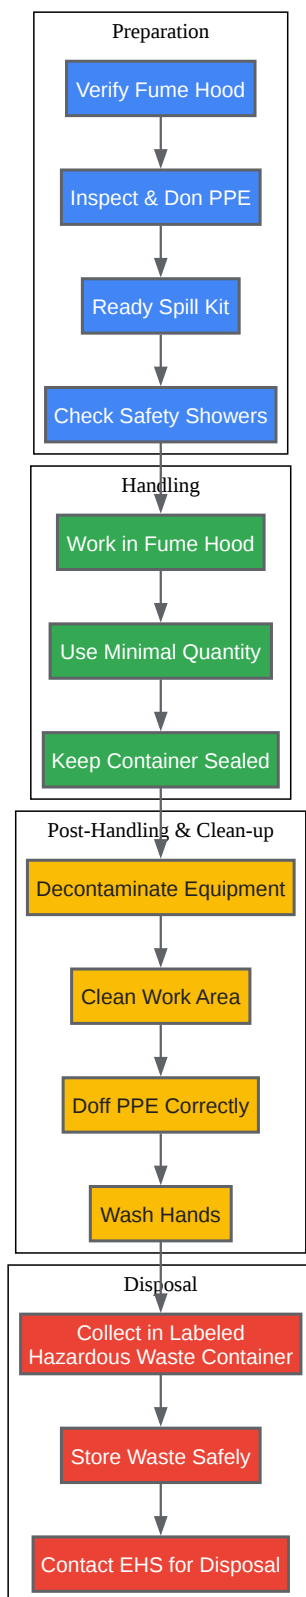 Preparation
Verify Fume Hood
Inspect & Don PPE
Ready Spill Kit
Check Safety Showers
Handling
Work in Fume Hood
Use Minimal Quantity
Keep Container Sealed
Post-Handling & Clean-up
Decontaminate Equipment
Clean Work Area
Doff PPE Correctly
Wash Hands
Disposal
Collect in Labeled
Hazardous Waste Container
Store Waste Safely
Contact EHS for Disposal